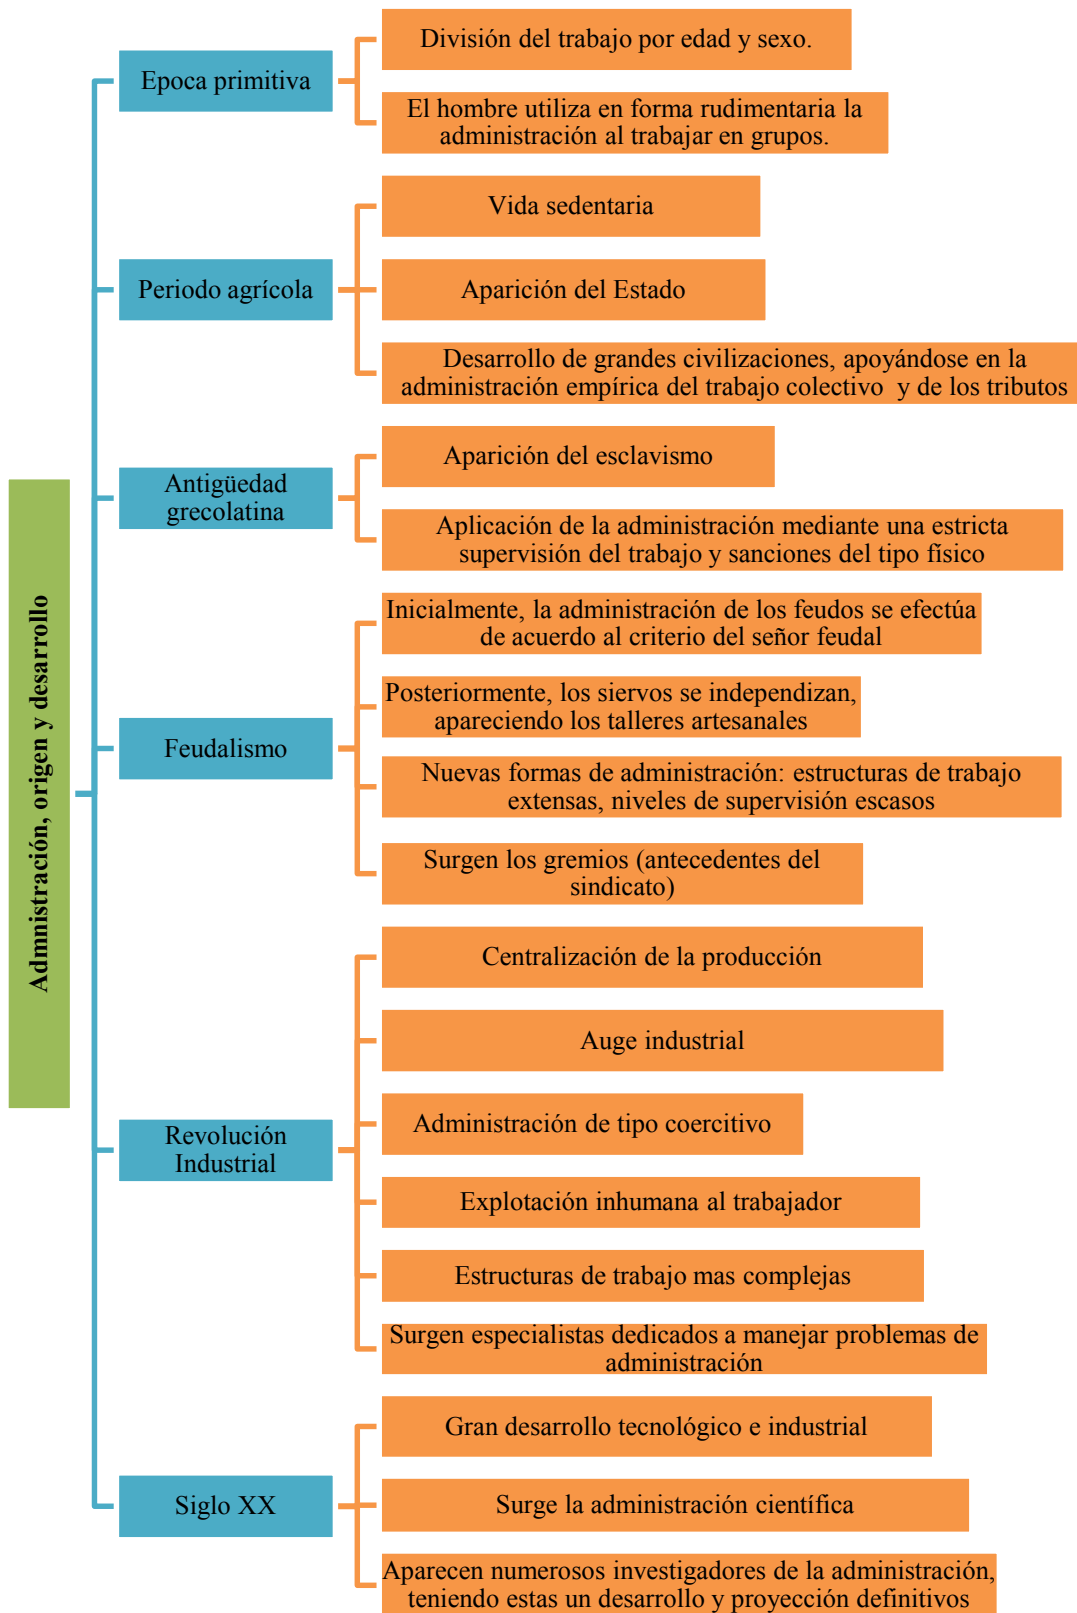 Admnistración, origen y desarrollo
Epoca primitiva
División del trabajo por edad y sexo.
El hombre utiliza en forma rudimentaria la
administración al trabajar en grupos.
Periodo agrícola
Vida sedentaria
Aparición del Estado
Desarrollo de grandes civilizaciones, apoyándose en la
administración empírica del trabajo colectivo y de los tributos
Antigüedad
grecolatina
Aparición del esclavismo
Aplicación de la administración mediante una estricta
supervisión del trabajo y sanciones del tipo físico
Feudalismo
Inicialmente, la administración de los feudos se efectúa
de acuerdo al criterio del señor feudal
Posteriormente, los siervos se independizan,
apareciendo los talleres artesanales
Nuevas formas de administración: estructuras de trabajo
extensas, niveles de supervisión escasos
Surgen los gremios (antecedentes del
sindicato)
Revolución
Industrial
Centralización de la producción
Auge industrial
Administración de tipo coercitivo
Explotación inhumana al trabajador
Estructuras de trabajo mas complejas
Surgen especialistas dedicados a manejar problemas de
administración
Siglo XX
Gran desarrollo tecnológico e industrial
Surge la administración científica
Aparecen numerosos investigadores de la administración,
teniendo estas un desarrollo y proyección definitivos